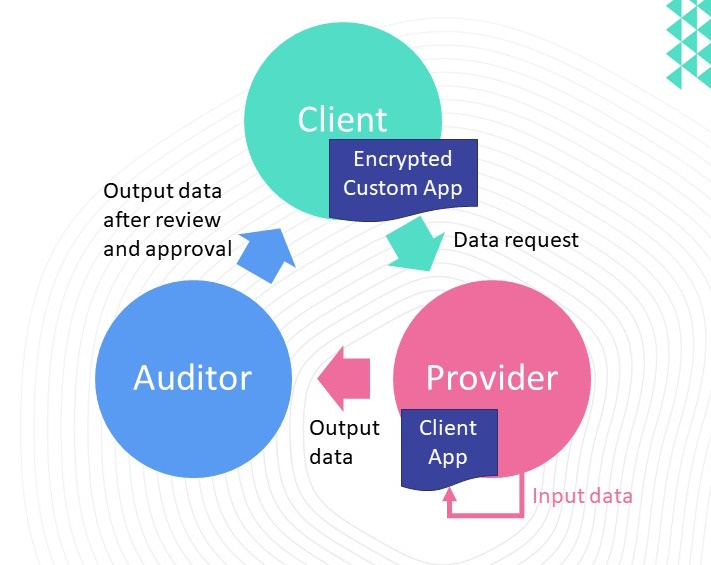 Client
Encrypted
Custom App
Output data
after review
and approval
Data request
Auditor
Provider
Output
data
Client
App
Input data